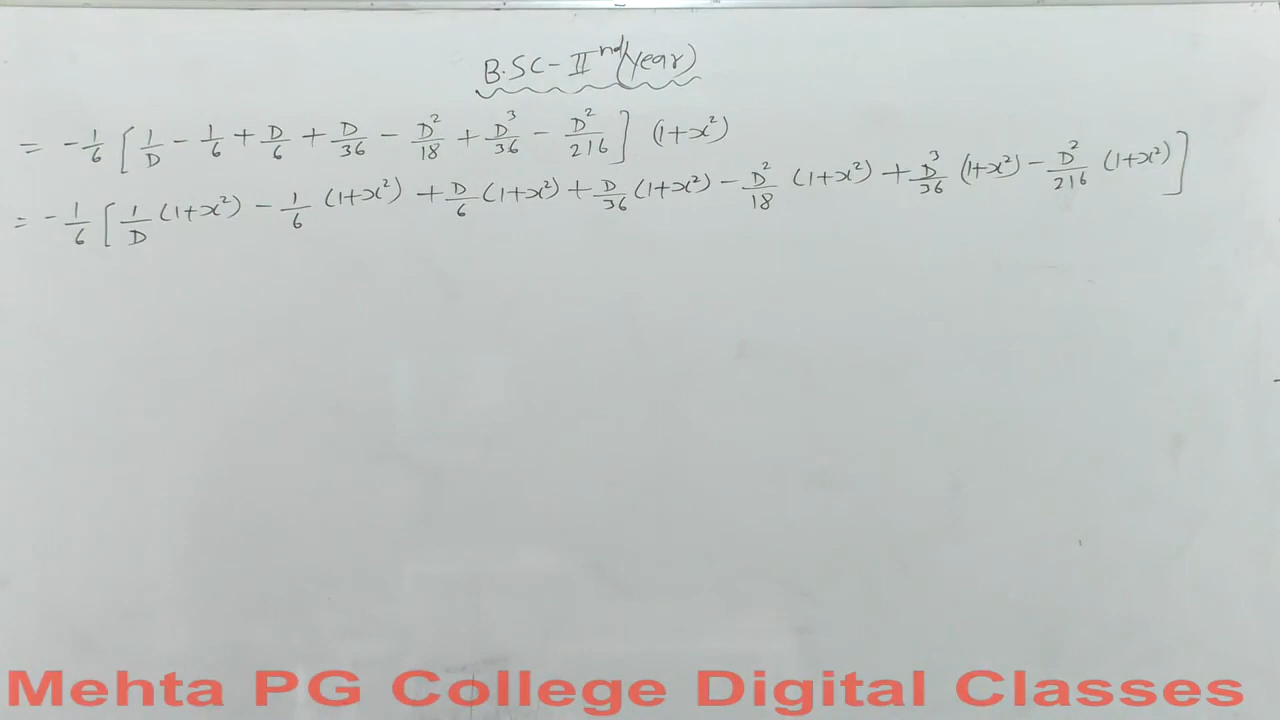 B.SC-IInd(Year)
= -1/6 [1/D - 1/6 + D/6 + D/36 - D²/18 + D³/36 - D²/216] (1+x²)
= -1/6 [1/D (1+x²) - 1/6 (1+x²) + D/6 (1+x²) + D/36 (1+x²) - D²/18 (1+x²) + D³/36 (1+x²) - D²/216 (1+x²)]
Mehta PG College Digital Classes